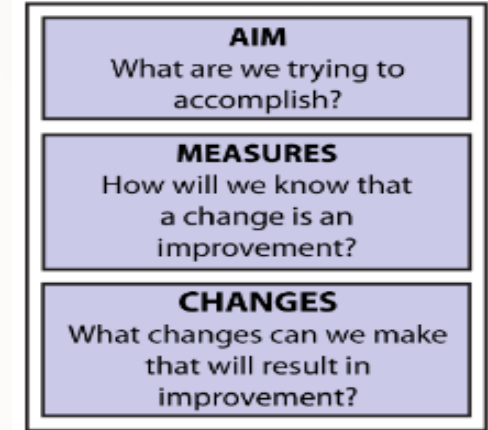 AIM
What are we trying to
accomplish?
MEASURES
How will we know that
a change is an
improvement?
CHANGES
What changes can we make
that will result in
improvement?